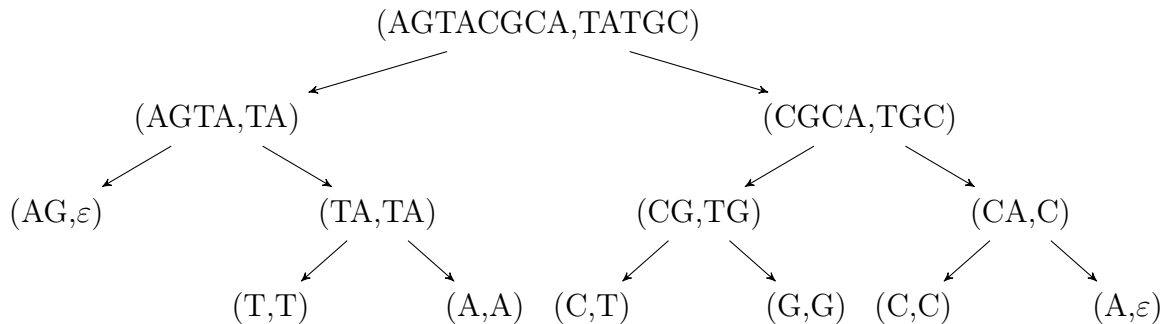 (AGTACGCA,TATGC)
(AGTA,TA) (CGCA,TGC)
(AG,ε) (TA,TA) (CG,TG) (CA,C)
(T,T) (A,A) (C,T) (G,G) (C,C) (A,ε)